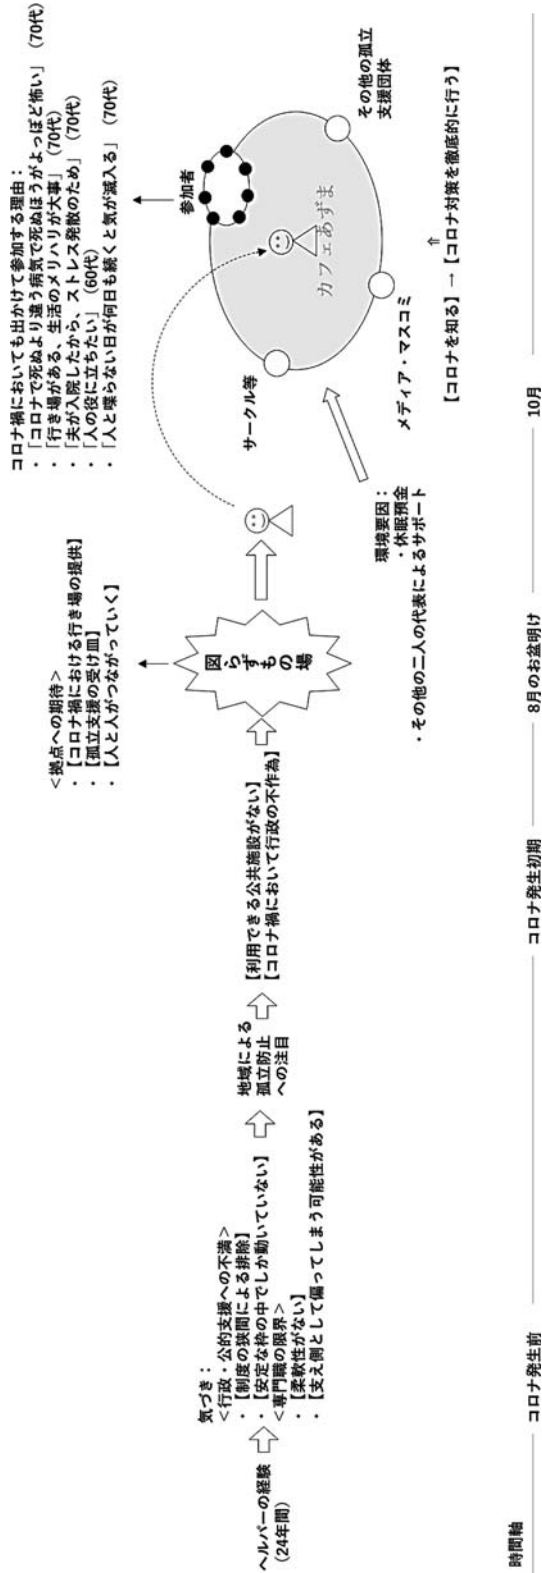 ヘルパーの経験
（24年間）
気づき：
＜行政・公的支援への不満＞
・【制度の狭間による排除】
・【安定な枠の中でしか動いていない】
＜専門職の限界＞
・【柔軟性がない】
・【支え側として偏ってしまう可能性がある】
地域による
孤立防止
への注目
【利用できる公共施設がない】
【コロナ禍において行政の不作為】
＜拠点への期待＞
・【コロナ禍における行き場の提供】
・【孤立支援の受け皿】
・【人と人がつながっていく】
図らずもの場
環境要因：
・休眠預金
・その他の二人の代表によるサポート
コロナ禍においても出かけて参加する理由：
・「コロナで死ぬより違う病気で死ぬほうがよっぽど怖い」（70代）
・「行き場がある、生活のメリハリが大事」（70代）
・「夫が入院したから、ストレス発散のため」（70代）
・「人の役に立ちたい」（60代）
・「人と喋らない日が何日も続くと気が滅入る」（70代）
参加者
サークル等
カフェあずま
メディア・マスコミ
その他の孤立
支援団体
⇑
【コロナを知る】→【コロナ対策を徹底的に行う】
時間軸
コロナ発生前
コロナ発生初期
8月のお盆明け
10月